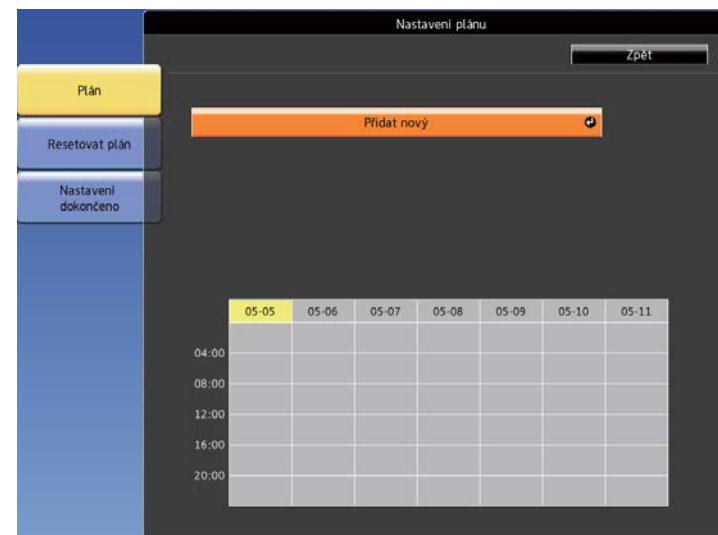 Nastavení plánu
Zpět
Plán
Přidat nový
Resetovat plán
Nastavení
dokončeno
05-05 05-06 05-07 05-08 05-09 05-10 05-11
04:00
08:00
12:00
16:00
20:00